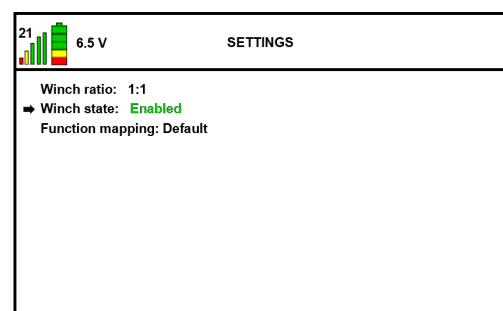 21
6.5 V
SETTINGS
Winch ratio: 1:1
Winch state: Enabled
Function mapping: Default